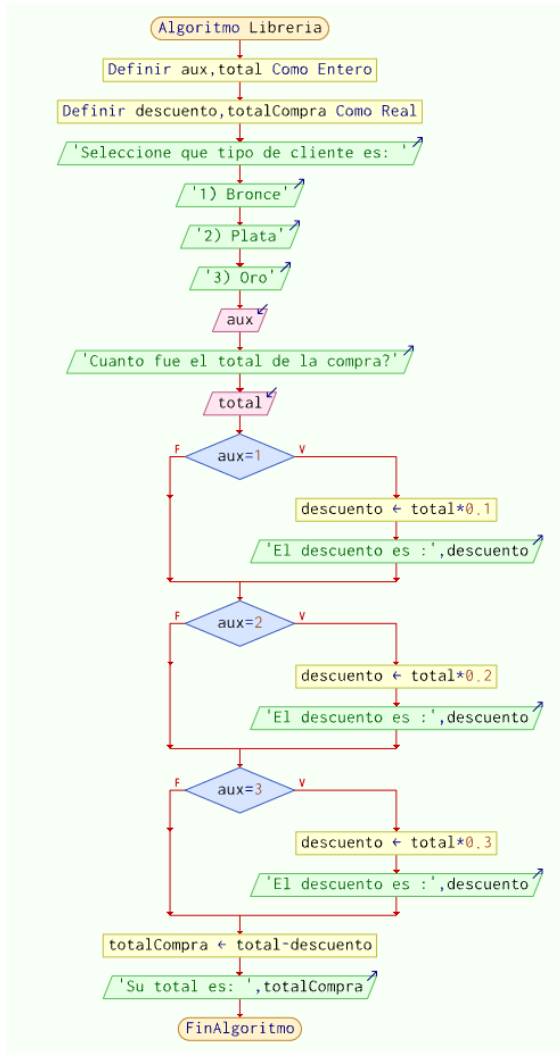 Algoritmo Libreria
Definir aux,total Como Entero
Definir descuento,totalCompra Como Real
'Seleccione que tipo de cliente es: '
'1) Bronce'
'2) Plata'
'3) Oro'
aux
'Cuanto fue el total de la compra?'
total
F
aux=1
V
descuento ← total*0.1
'El descuento es :',descuento
F
aux=2
V
descuento ← total*0.2
'El descuento es :',descuento
F
aux=3
V
descuento ← total*0.3
'El descuento es :',descuento
totalCompra ← total-descuento
'Su total es: ',totalCompra
FinAlgoritmo